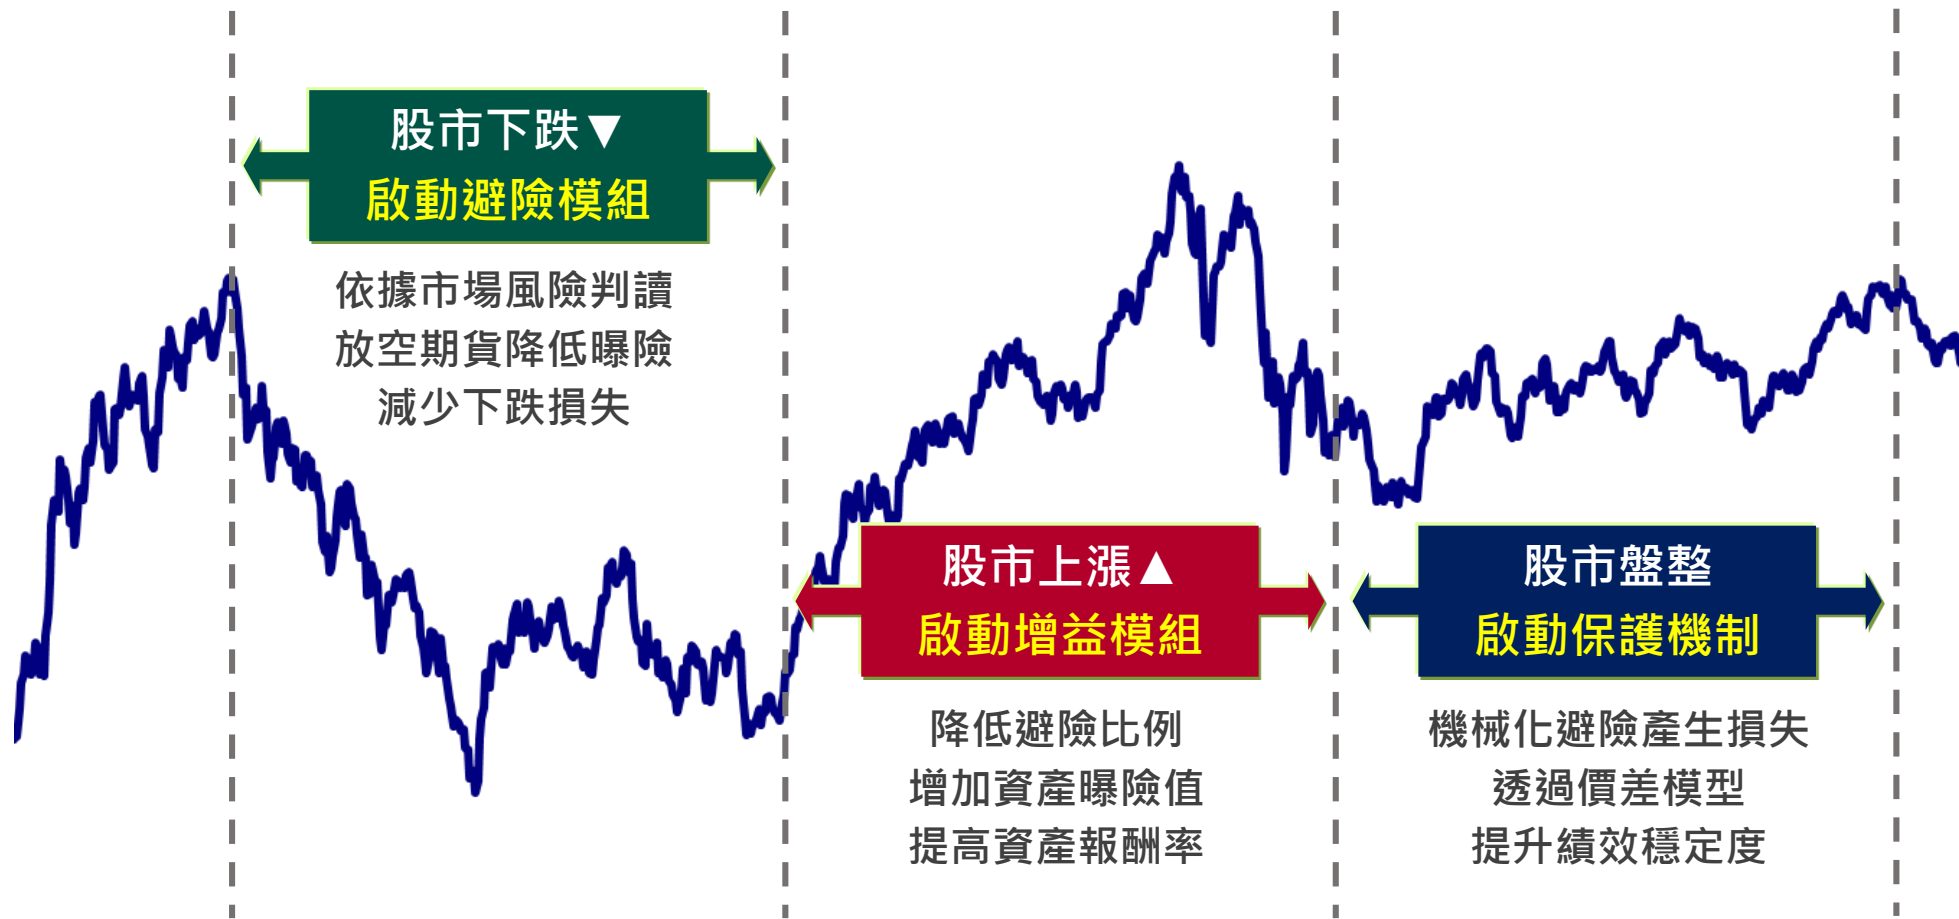 股市下跌▼
啟動避險模組
依據市場風險判讀
放空期貨降低曝險
減少下跌損失
股市上漲▲
啟動增益模組
降低避險比例
增加資產曝險值
提高資產報酬率
股市盤整
啟動保護機制
機械化避險產生損失
透過價差模型
提升績效穩定度